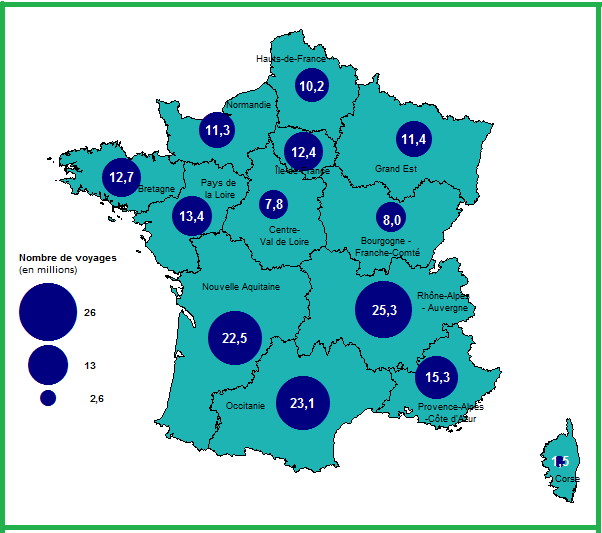 Hauts-de-France
10,2
Normandie
11,3
12,4
Île-de-France
11,4
Grand Est
12,7
Bretagne
Pays de
la Loire
13,4
7,8
Centre-
Val de Loire
8,0
Bourgogne -
Franche-Comté
Nombre de voyages
(en millions)
26
13
2,6
Nouvelle Aquitaine
22,5
Rhône-Alpes
- Auvergne
25,3
15,3
Provence-Alpes
-Côte d'Azur
Occitanie
23,1
1,5
Corse